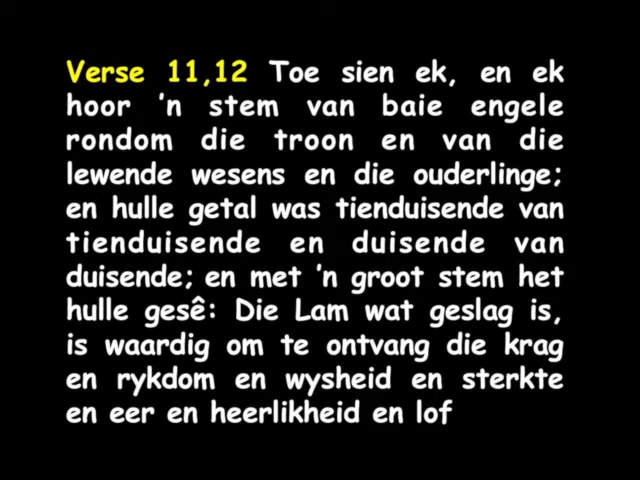 Verse 11,12 Toe sien ek, en ek
hoor 'n stem van baie engele
rondom die troon en van die
lewende wesens en die ouderlinge;
en hulle getal was tienduisende van
tienduisende en duisende van
duisende; en met 'n groot stem het
hulle gesê: Die Lam wat geslag is,
is waardig om te ontvang die krag
en rykdom en wysheid en sterkte
en eer en heerlikheid en lof